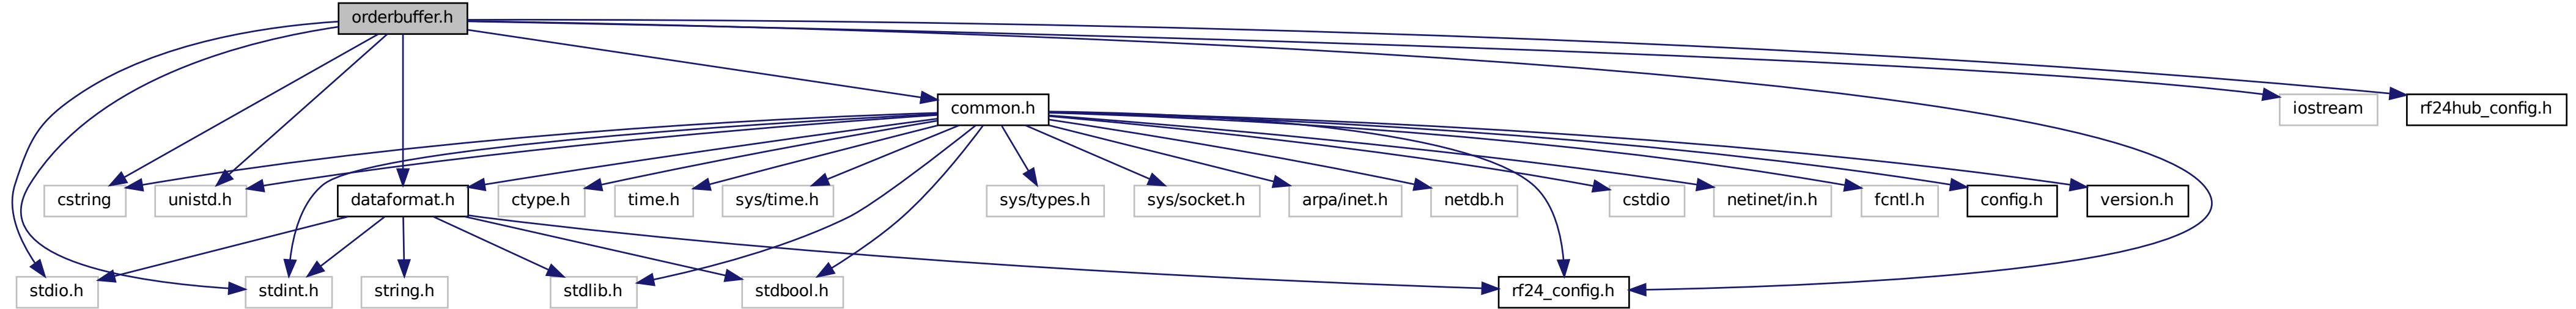 orderbuffer.h
common.h
iostream
rf24hub_config.h
cstring
unistd.h
dataformat.h
ctype.h
time.h
sys/time.h
sys/types.h
sys/socket.h
arpa/inet.h
netdb.h
cstdio
netinet/in.h
fcntl.h
config.h
version.h
stdio.h
stdint.h
string.h
stdlib.h
stdbool.h
rf24_config.h